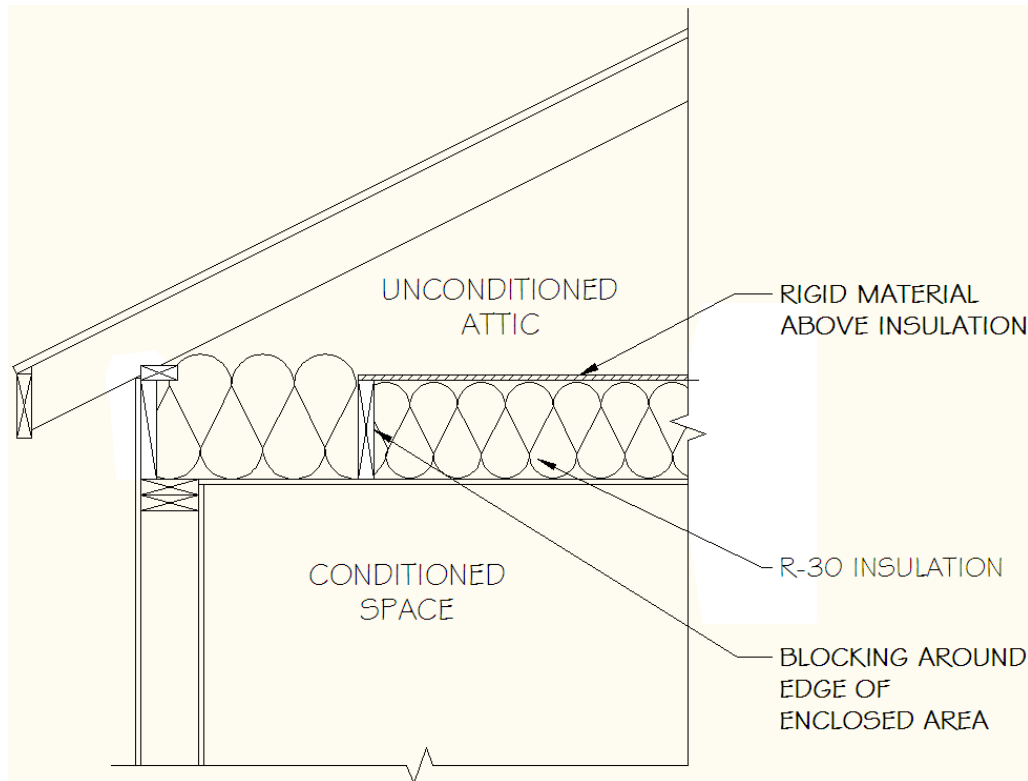 UNCONDITIONED
ATTIC
RIGID MATERIAL
ABOVE INSULATION
CONDITIONED
SPACE
R-30 INSULATION
BLOCKING AROUND
EDGE OF
ENCLOSED AREA